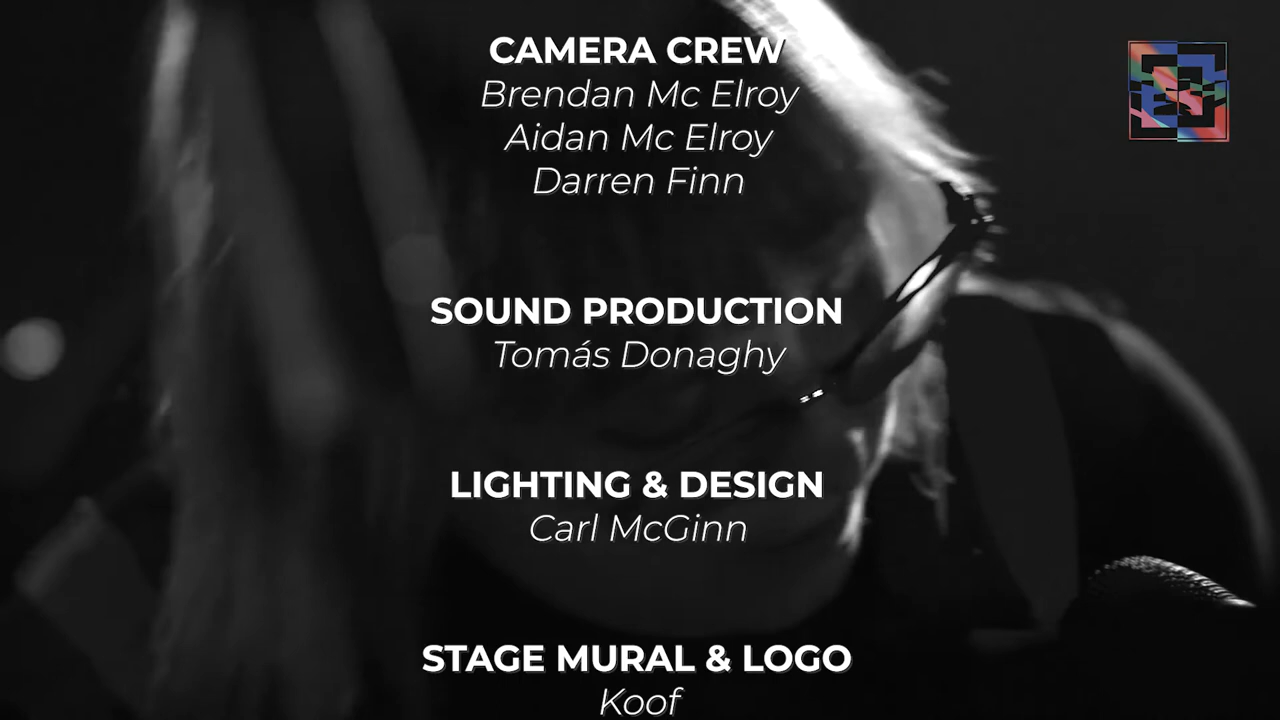 CAMERA CREW
Brendan Mc Elroy
Aidan Mc Elroy
Darren Finn
SOUND PRODUCTION
Tomás Donaghy
LIGHTING & DESIGN
Carl McGinn
STAGE MURAL & LOGO
Koof